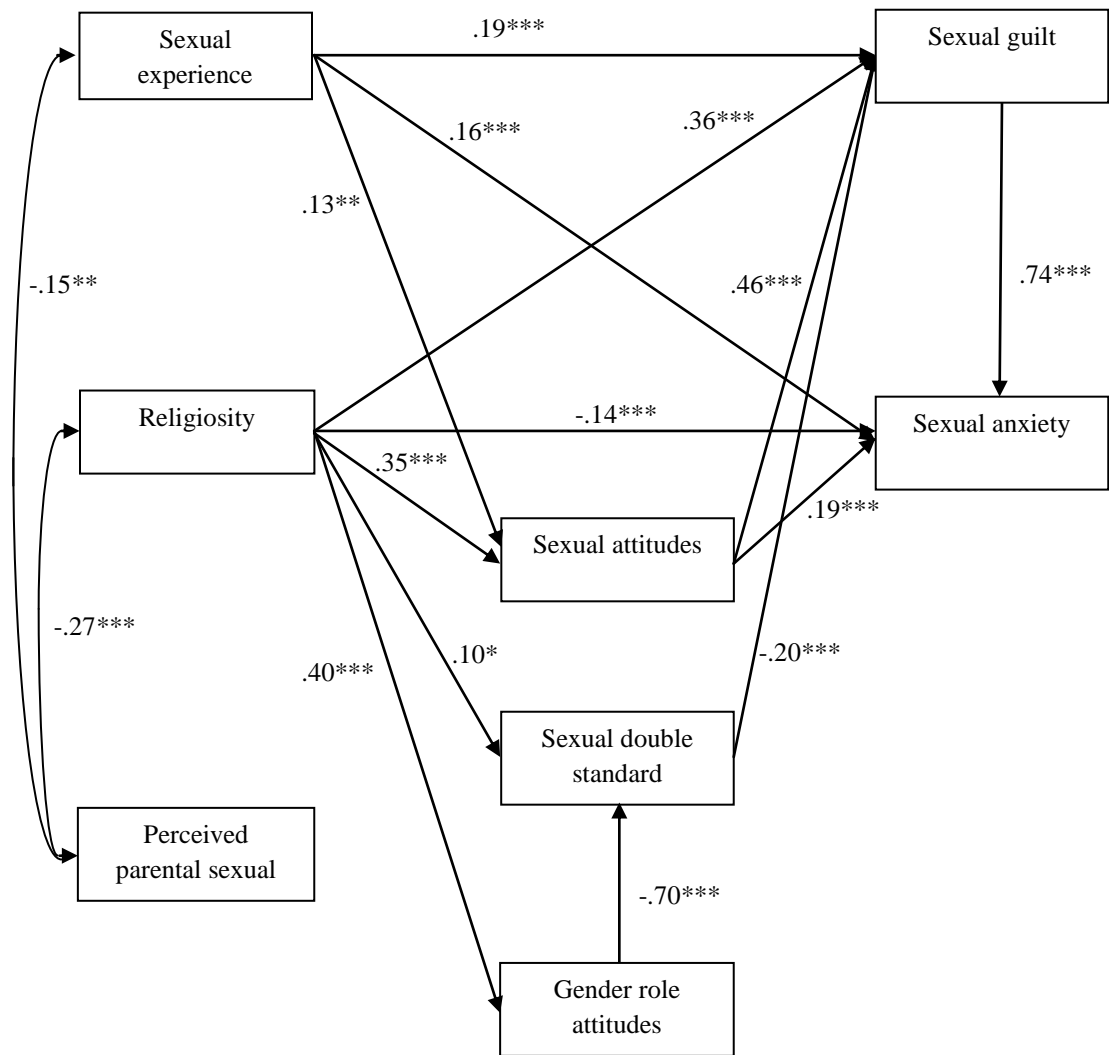 Sexual
experience
.19***
Sexual guilt
.16***
.36***
.13**
-.15**
.46***
.74***
Religiosity
-.14***
Sexual anxiety
.35***
.19***
Sexual attitudes
-.27***
.10*
-.20***
.40***
Sexual double
standard
Perceived
parental sexual
-.70***
Gender role
attitudes